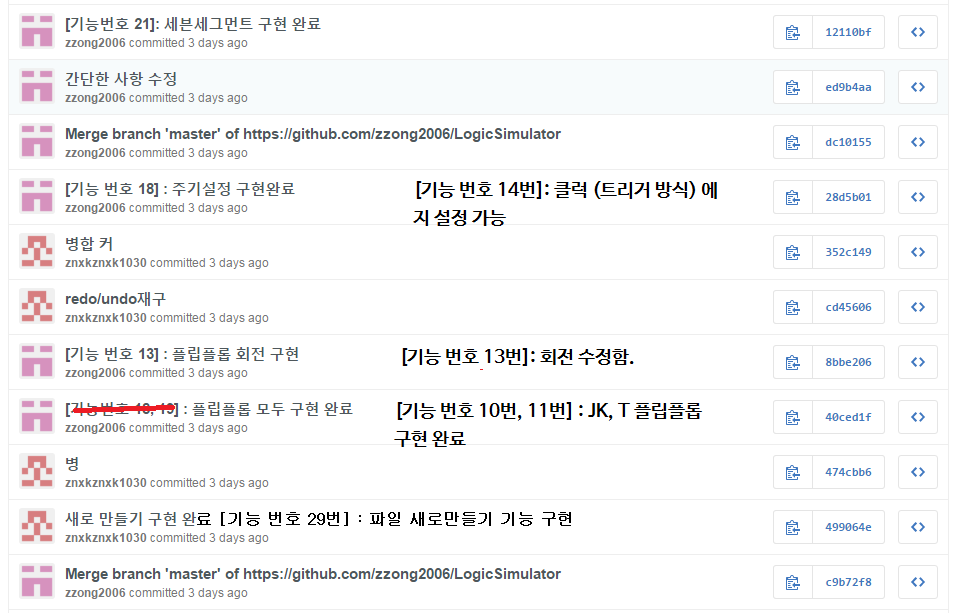 [기능번호 21]: 세븐세그먼트 구현 완료
zzong2006 committed 3 days ago
12110bf
간단한 사항 수정
zzong2006 committed 3 days ago
ed9b4aa
Merge branch 'master' of https://github.com/zzong2006/LogicSimulator
zzong2006 committed 3 days ago
dc10155
[기능 번호 18] : 주기설정 구현완료
zzong2006 committed 3 days ago
[기능 번호 14번]: 클럭 (트리거 방식) 에
지 설정 가능
28d5b01
병합 커
znxkznxk1030 committed 3 days ago
352c149
redo/undo재구
znxkznxk1030 committed 3 days ago
cd45606
[기능 번호 13] : 플립플롭 회전 구현
zzong2006 committed 3 days ago
[기능 번호 13번]: 회전 수정함.
8bbe206
[기능번호 18, 19] : 플립플롭 모두 구현 완료
zzong2006 committed 3 days ago
[기능 번호 10번, 11번] : JK, T 플립플롭
구현 완료
40ced1f
병
znxkznxk1030 committed 3 days ago
474cbb6
새로 만들기 구현 완료 [기능 번호 29번] : 파일 새로만들기 기능 구현
znxkznxk1030 committed 3 days ago
499064e
Merge branch 'master' of https://github.com/zzong2006/LogicSimulator
zzong2006 committed 3 days ago
c9b72f8